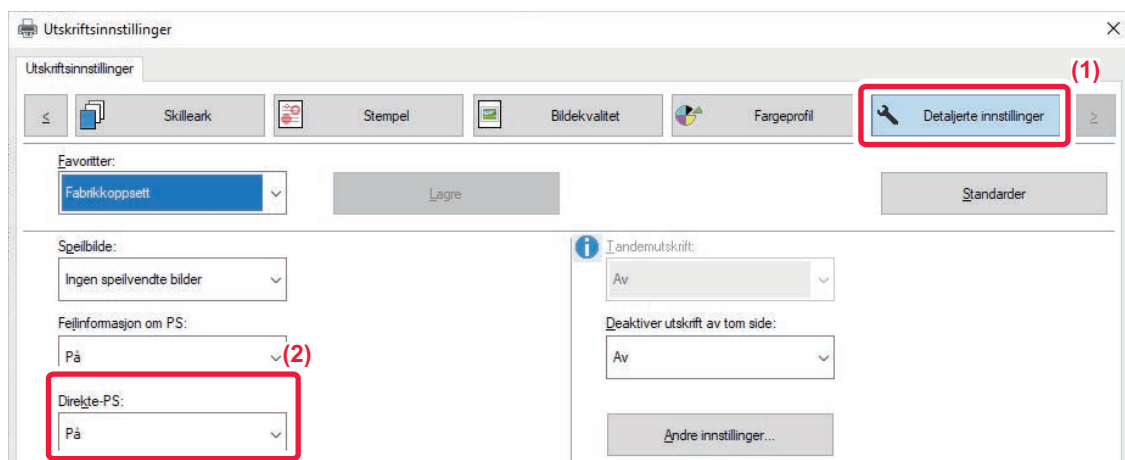 Utskriftsinnstillinger
Utskriftsinnstillinger
(1)
< Skilleark Stempel Bildekvalitet Fargeprofil Detaljerte innstillinger >
Favoritter:
Fabrikkoppsett Lagre Standarder
Speilbilde: Tandemutskrift:
Ingen speilvendte bilder Av
Feilinformasjon om PS: Deaktiver utskrift av tom side:
På (2) Av
Direkte-PS:
På Andre innstillinger...